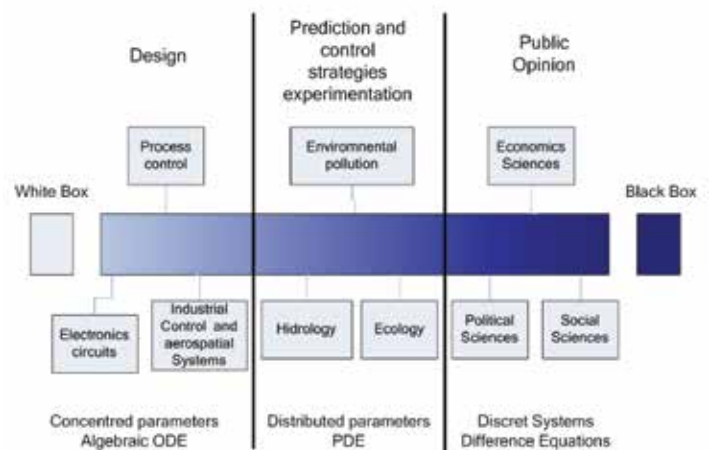 Design
Prediction and
control
strategies
experimentation
Public
Opinion
Process
control
Enviromnental
pollution
Economics
Sciences
White Box
Black Box
Electronics
circuits
Industrial
Control and
aerospatial
Systems
Hidrology
Ecology
Political
Sciences
Social
Sciences
Concentred parameters
Algebraic ODE
Distributed parameters
PDE
Discret Systems
Difference Equations